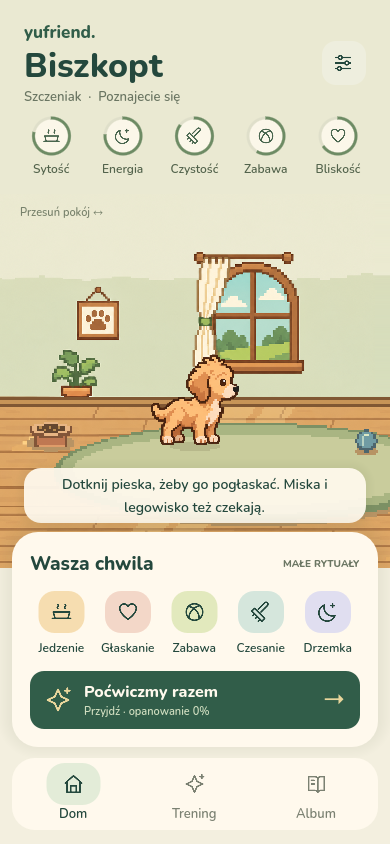 yufriend.
Biszkopt
Szczeniak · Poznajecie się
Sytość Energia Czystość Zabawa Bliskość
Przesuń pokój ↔
Dotknij pieska, żeby go pogłaskać. Miska i
legowisko też czekają.
Wasza chwila MAŁE RYTUAŁY
Jedzenie Głaskanie Zabawa Czesanie Drzemka
Poćwiczmy razem →
Przyjdź · opanowanie 0%
Dom Trening Album